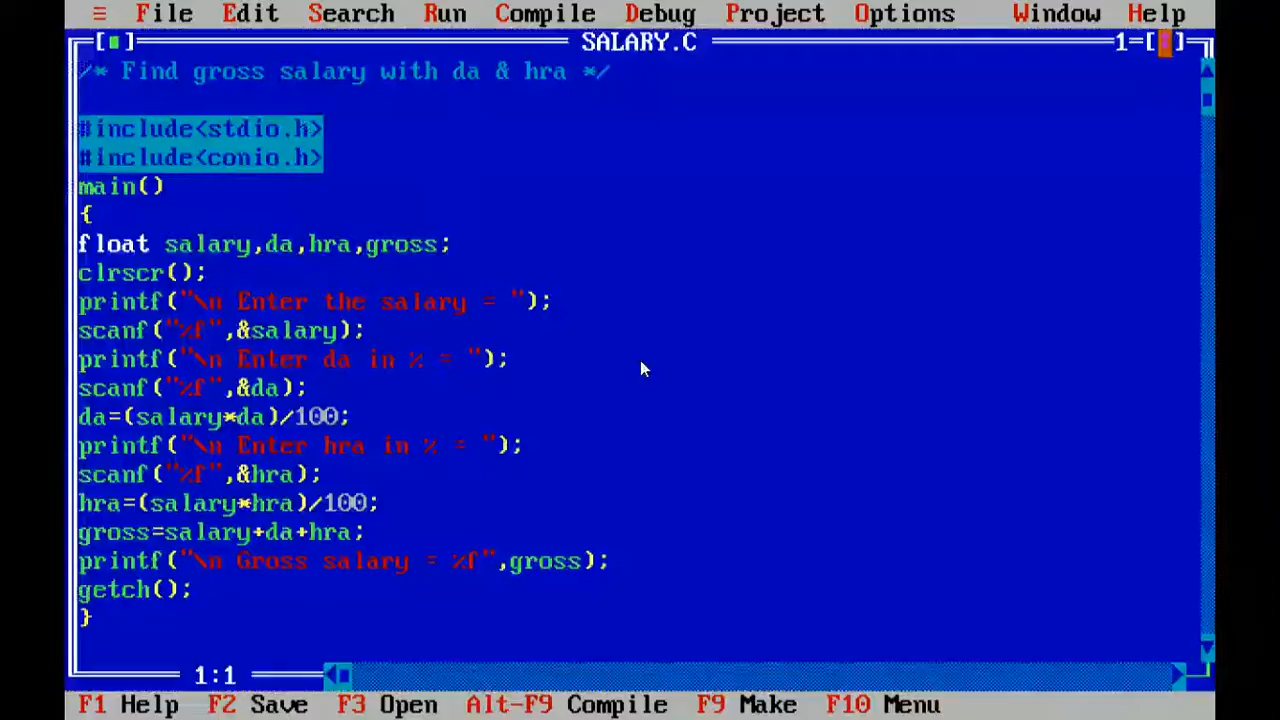 ≡ File Edit Search Run Compile Debug Project Options Window Help
SALARY.C 1
/* Find gross salary with da & hra */
#include<stdio.h>
#include<conio.h>
main()
{
float salary,da,hra,gross;
clrscr();
printf("\n Enter the salary = ");
scanf("%f",&salary);
printf("\n Enter da in % = ");
scanf("%f",&da);
da=(salary*da)/100;
printf("\n Enter hra in % = ");
scanf("%f",&hra);
hra=(salary*hra)/100;
gross=salary+da+hra;
printf("\n Gross salary = %f",gross);
getch();
}
1:1
F1 Help F2 Save F3 Open Alt-F9 Compile F9 Make F10 Menu